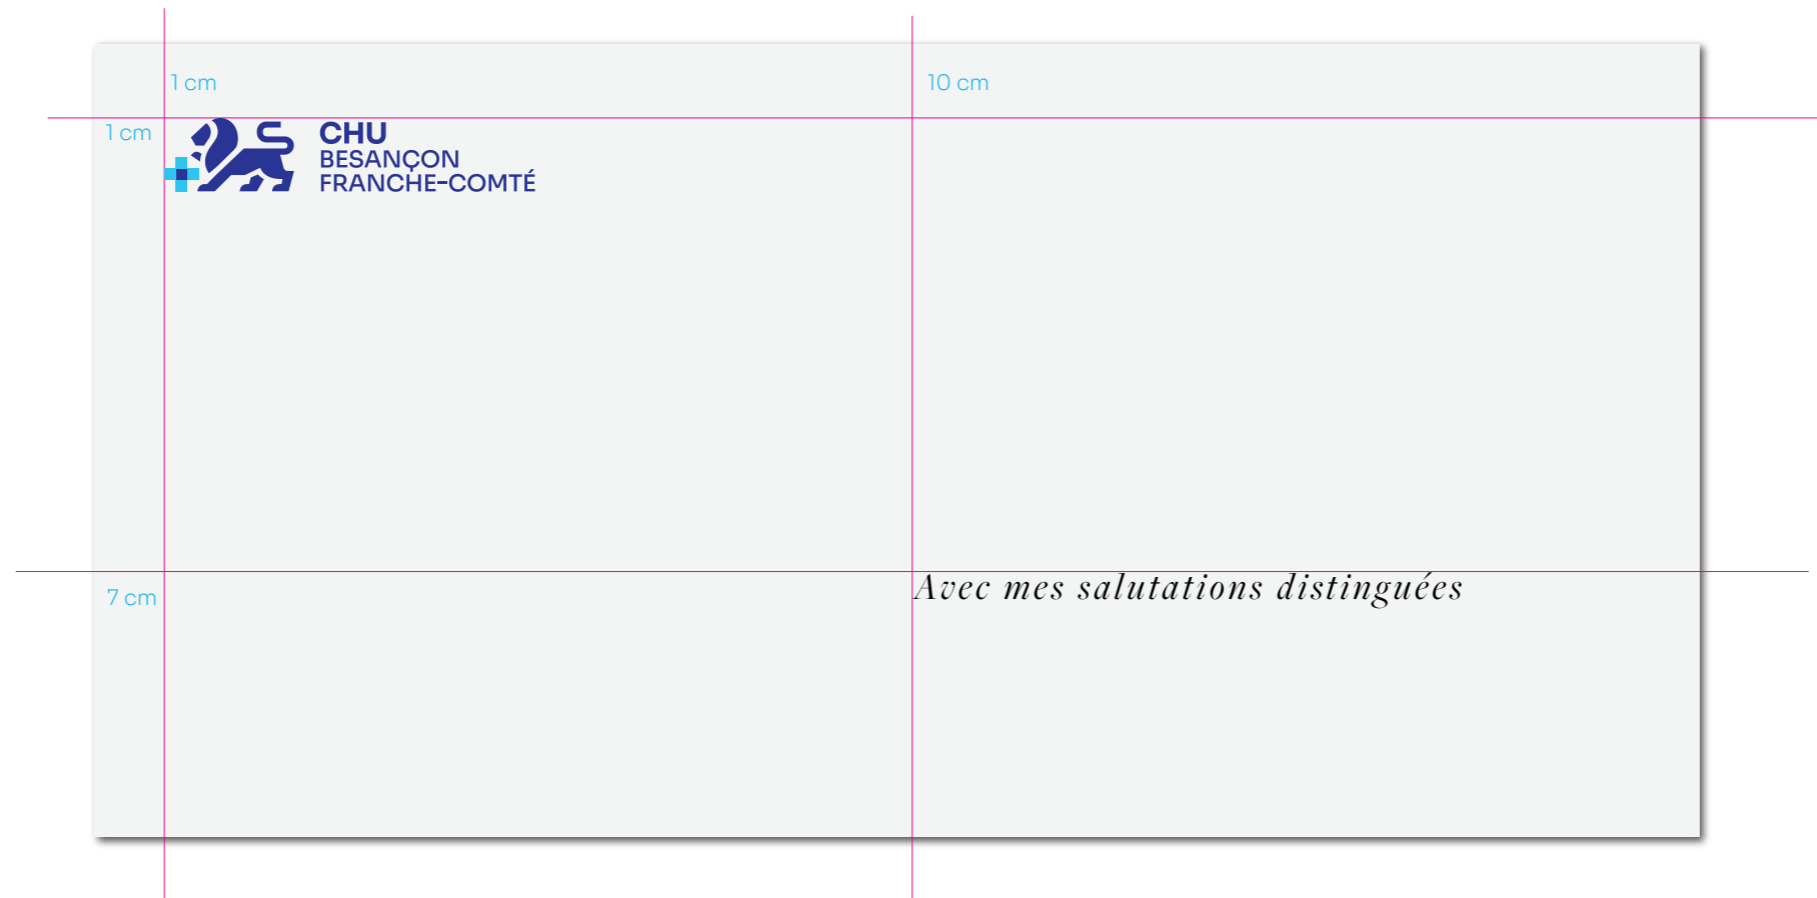 1 cm
10 cm
1 cm
CHU
BESANÇON
FRANCHE-COMTÉ
7 cm
Avec mes salutations distinguées